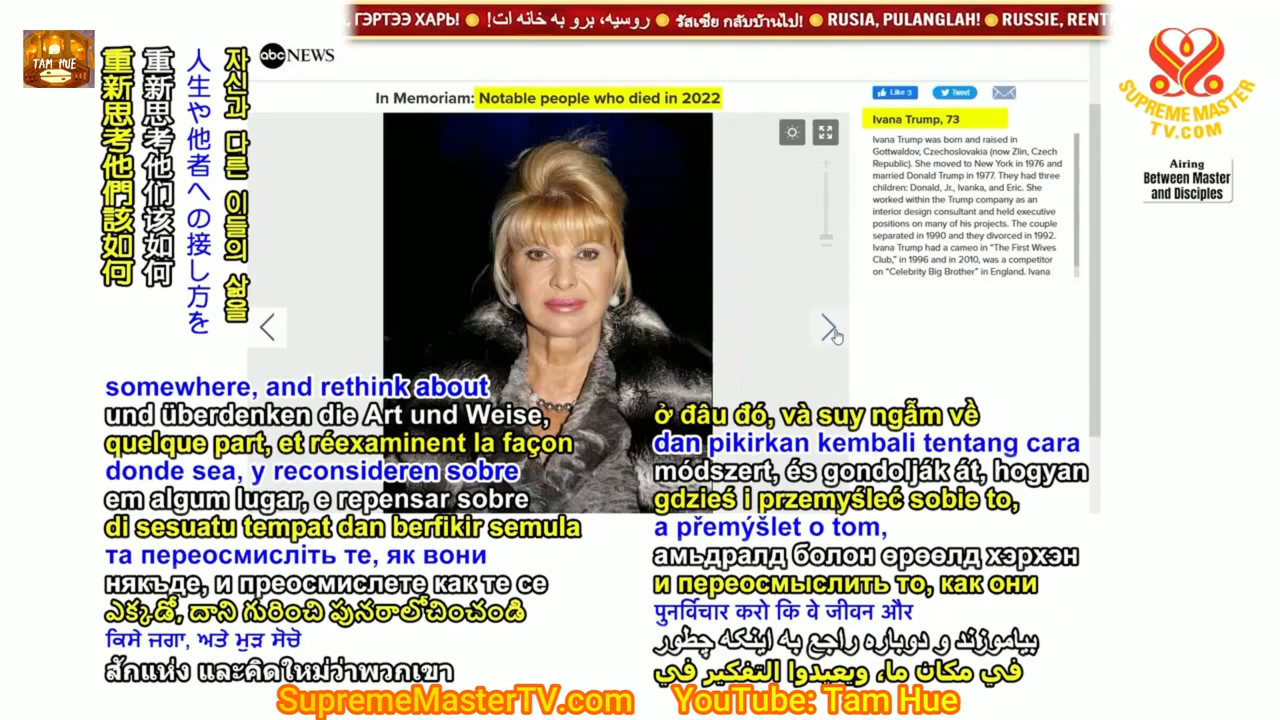 ГЭРТЭЭ ХАРЬ! روسیه، برو به خانه ات! รัสเซีย กลับบ้านไป! RUSIA, PULANGLAH! RUSSIE, RENT
TAM HUE
abc NEWS
In Memoriam: Notable people who died in 2022
Like 3
Tweet
Ivana Trump, 73
Ivana Trump was born and raised in
Gottwaldov, Czechoslovakia (now Zlin, Czech
Republic). She moved to New York in 1976 and
married Donald Trump in 1977. They had three
children: Donald, Jr., Ivanka, and Eric. She
worked within the Trump company as an
interior design consultant and held executive
positions on many of his projects. The couple
separated in 1990 and they divorced in 1992.
Ivana Trump had a cameo in "The First Wives
Club," in 1996 and in 2010, was a competitor
on "Celebrity Big Brother" in England. Ivana
SUPREME MASTER
TV.COM
Airing
Between Master
and Disciples
重新思考他們該如何
重新思考他们该如何
人生や他者への接し方を
자신과 다른 이들의 삶을
somewhere, and rethink about
und überdenken die Art und Weise,
quelque part, et réexaminent la façon
donde sea, y reconsideren sobre
em algum lugar, e repensar sobre
di sesuatu tempat dan berfikir semula
та переосмисліть те, як вони
някъде, и преосмислете как те се
ఎక్కడో, దాని గురించి పునరాలోచించండి
ਕਿਸੇ ਜਗਾ, ਅਤੇ ਮੁੜ ਸੋਚੋ
สักแห่ง และคิดใหม่ว่าพวกเขา
ở đâu đó, và suy ngẫm về
dan pikirkan kembali tentang cara
módszert, és gondolják át, hogyan
gdzieś i przemyśleć sobie to,
a přemýšlet o tom,
амьдралд болон өрөөлд хэрхэн
и переосмыслить то, как они
पुनर्विचार करो कि वे जीवन और
بیاموزند و دوباره راجع به اینکه چطور
في مكان ما، ويعيدوا التفكير في
SupremeMasterTV.com YouTube: Tam Hue